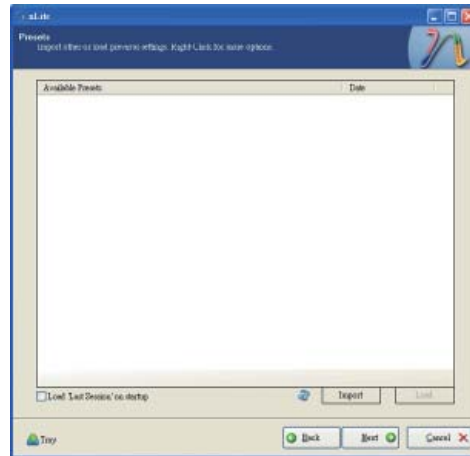 nLite
Presets
Import other or load previous settings. Right-Click for more options.
Available Presets Date
Load 'Last Session' on startup
Import
Load
Tray
Back
Next
Cancel